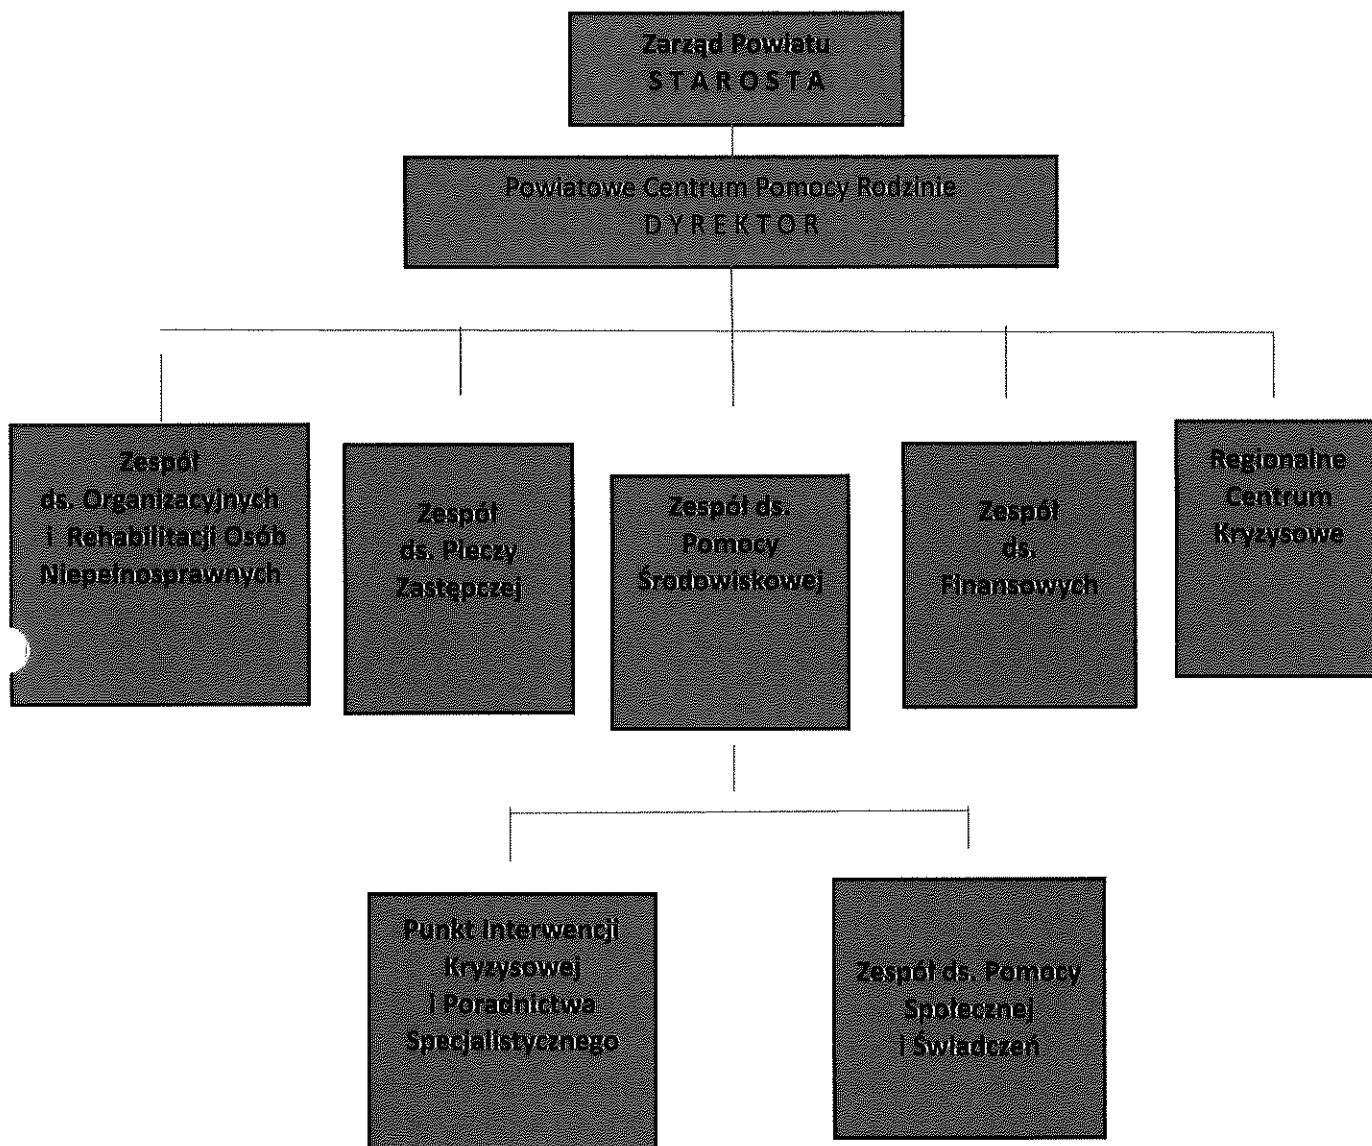 Zarząd Powiatu
S T A R O S T A
Powiatowe Centrum Pomocy Rodzinie
D Y R E K T O R
Zespół
ds. Organizacyjnych
i Rehabilitacji Osób
Niepełnosprawnych
Zespół
ds. Pieczy
Zastępczej
Zespół ds.
Pomocy
Środowiskowej
Zespół
ds.
Finansowych
Regionalne
Centrum
Kryzysowe
Punkt Interwencji
Kryzysowej
i Poradnictwa
Specjalistycznego
Zespół ds. Pomocy
Społecznej
i Świadczeń